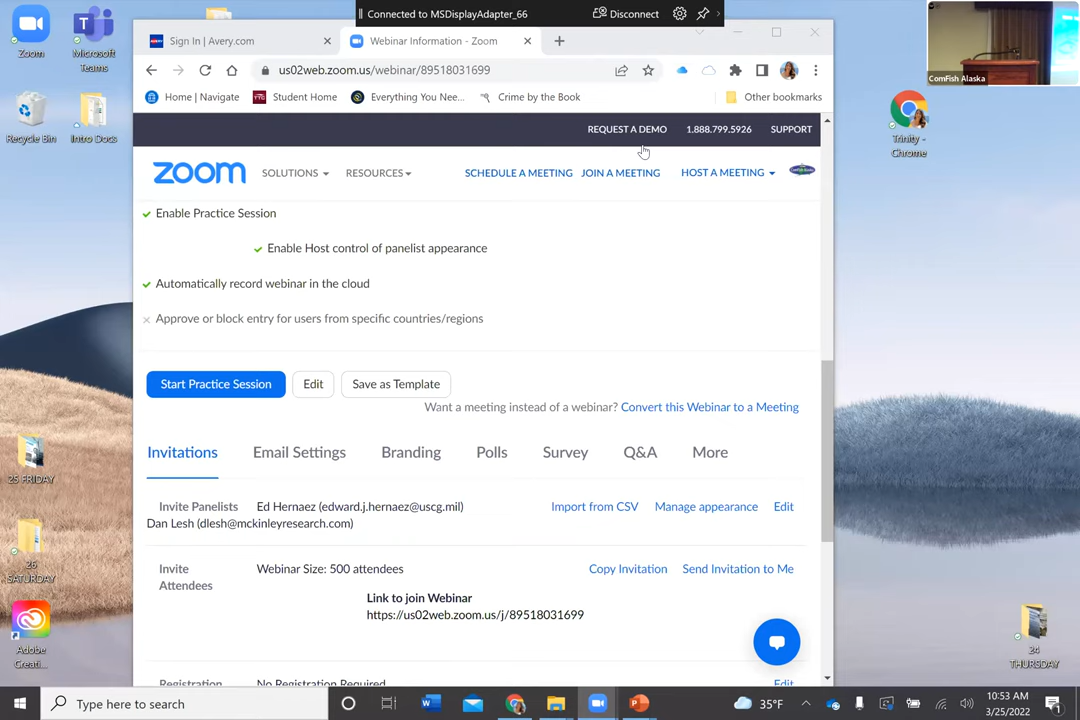 Connected to MSDisplayAdapter_66
Disconnect
Zoom
Microsoft
Teams
Recycle Bin
Intro Docs
25 FRIDAY
26
SATURDAY
Adobe
Creati...
Sign In | Avery.com
Webinar Information - Zoom
us02web.zoom.us/webinar/89518031699
Home | Navigate
Student Home
Everything You Nee...
Crime by the Book
Other bookmarks
REQUEST A DEMO
1.888.799.5926
SUPPORT
zoom
SOLUTIONS
RESOURCES
SCHEDULE A MEETING
JOIN A MEETING
HOST A MEETING
Enable Practice Session
Enable Host control of panelist appearance
Automatically record webinar in the cloud
Approve or block entry for users from specific countries/regions
Start Practice Session
Edit
Save as Template
Want a meeting instead of a webinar? Convert this Webinar to a Meeting
Invitations
Email Settings
Branding
Polls
Survey
Q&A
More
Invite Panelists
Ed Hernaez (edward.j.hernaez@uscg.mil)
Import from CSV
Manage appearance
Edit
Dan Lesh (dlesh@mckinleyresearch.com)
Invite
Attendees
Webinar Size: 500 attendees
Copy Invitation
Send Invitation to Me
Link to join Webinar
https://us02web.zoom.us/j/89518031699
Registration
No Registration Required
Edit
ComFish Alaska
Trinity -
Chrome
24
THURSDAY
Type here to search
35°F
10:53 AM
3/25/2022
1